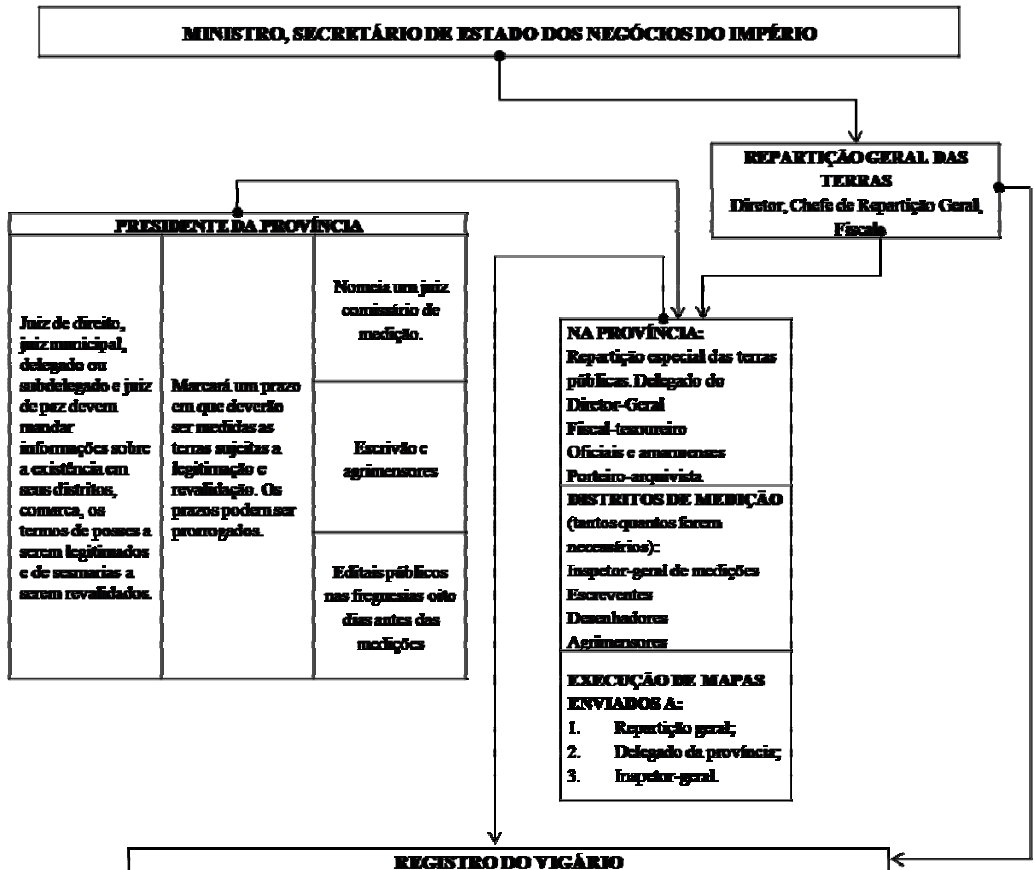 MINISTRO, SECRETÁRIO DE ESTADO DOS NEGÓCIOS DO IMPÉRIO
REPARTIÇÃO GERAL DAS
TERRAS
Diretor, Chefe de Repartição Geral,
Fiscais
PRESIDENTE DA PROVÍNCIA
Juiz de direito,
juiz municipal,
delegado ou
subdelegado e juiz
de paz devem
mandar
informações sobre
a existência em
seus distritos,
comarca, os
termos de posses a
serem legitimados
e de sesmarias a
serem revalidados.
Marcará um prazo
em que deverão
ser medidas as
terras sujeitas a
legitimação e
revalidação. Os
prazos podem ser
prorrogados.
Nomeia um juiz
comissário de
medição.
Escrivão e
agrimensores
Editais públicos
nas freguesias oito
dias antes das
medições
NA PROVÍNCIA:
Repartição especial das terras
públicas. Delegado do
Diretor-Geral
Fiscal-tesoureiro
Oficiais e amanuenses
Porteiro-arquivista
DISTRITOS DE MEDIÇÃO
(tantos quantos forem
necessários):
Inspetor-geral de medições
Escreventes
Desenhadores
Agrimensores
EXECUÇÃO DE MAPAS
ENVIADOS A:
1. Repartição geral;
2. Delegado da província;
3. Inspetor-geral.
REGISTRO DO VIGÁRIO